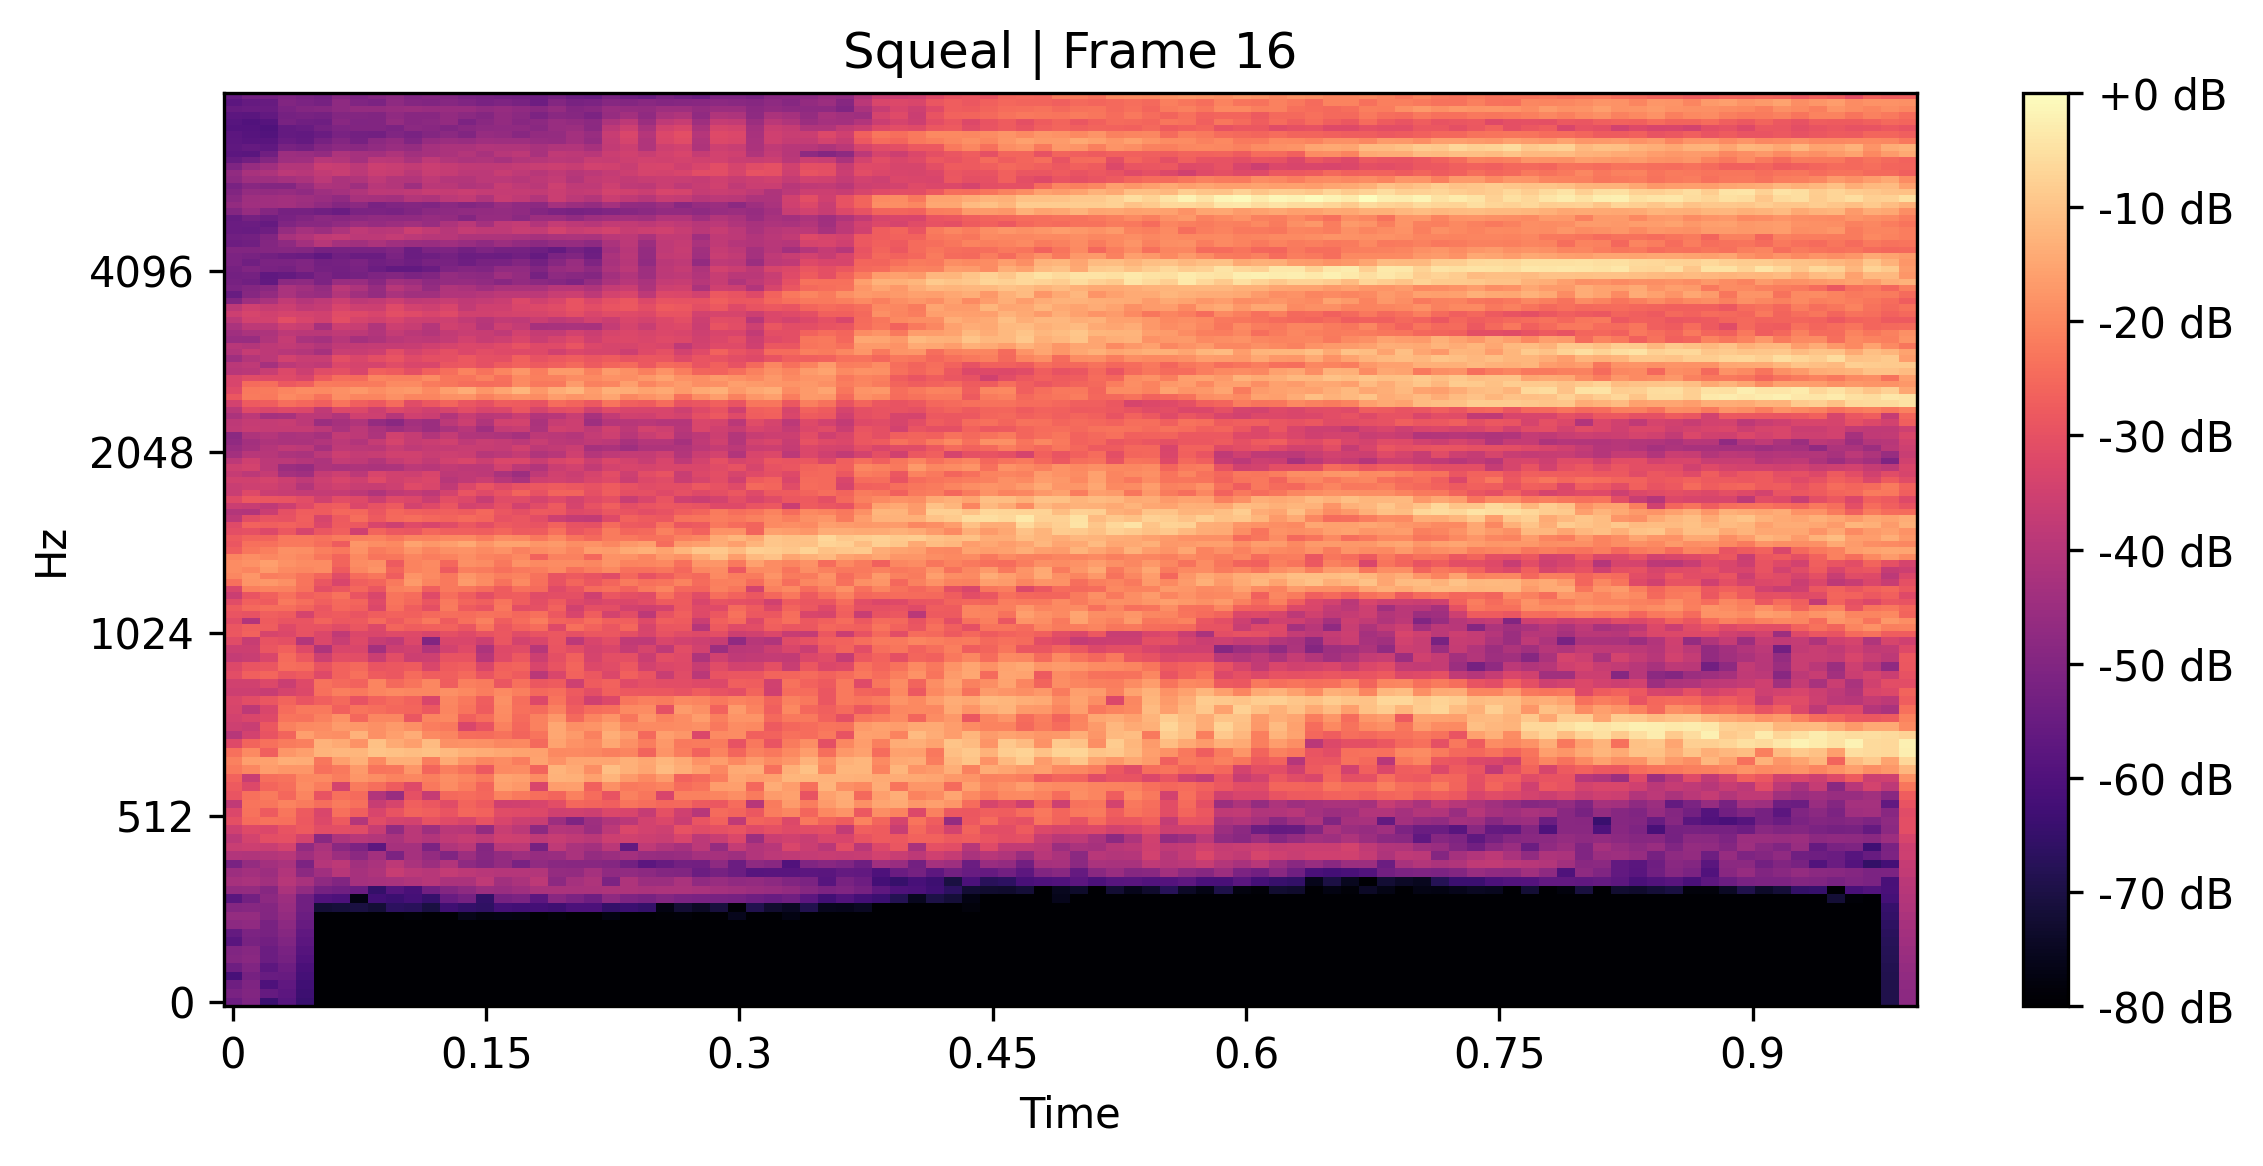 Squeal | Frame 16
Hz
4096
2048
1024
512
0
0 0.15 0.3 0.45 0.6 0.75 0.9
Time
+0 dB
-10 dB
-20 dB
-30 dB
-40 dB
-50 dB
-60 dB
-70 dB
-80 dB